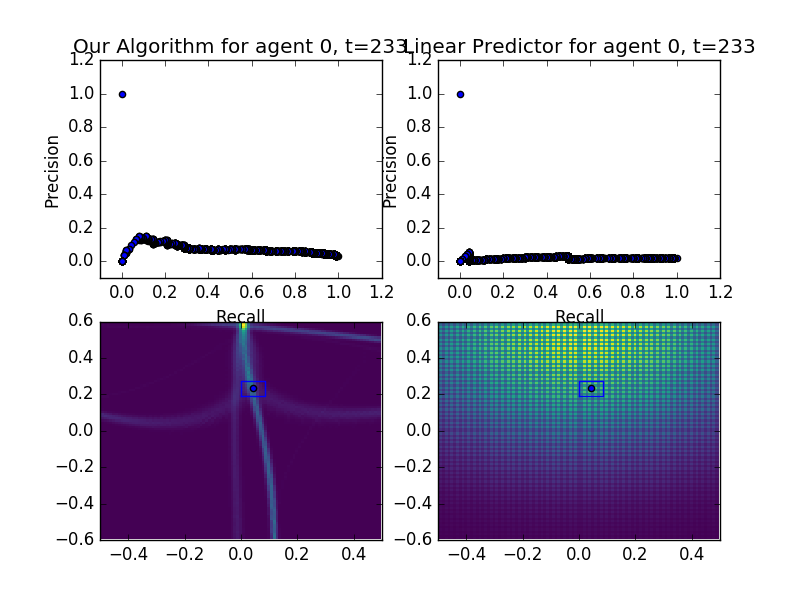 Our Algorithm for agent 0, t=233
Linear Predictor for agent 0, t=233
1.2
1.0
0.8
0.6
0.4
0.2
0.0
Precision
0.0 0.2 0.4 0.6 0.8 1.0 1.2
Recall
1.2
1.0
0.8
0.6
0.4
0.2
0.0
Precision
0.0 0.2 0.4 0.6 0.8 1.0 1.2
Recall
0.6
0.4
0.2
0.0
−0.2
−0.4
−0.6
−0.4 −0.2 0.0 0.2 0.4
0.6
0.4
0.2
0.0
−0.2
−0.4
−0.6
−0.4 −0.2 0.0 0.2 0.4